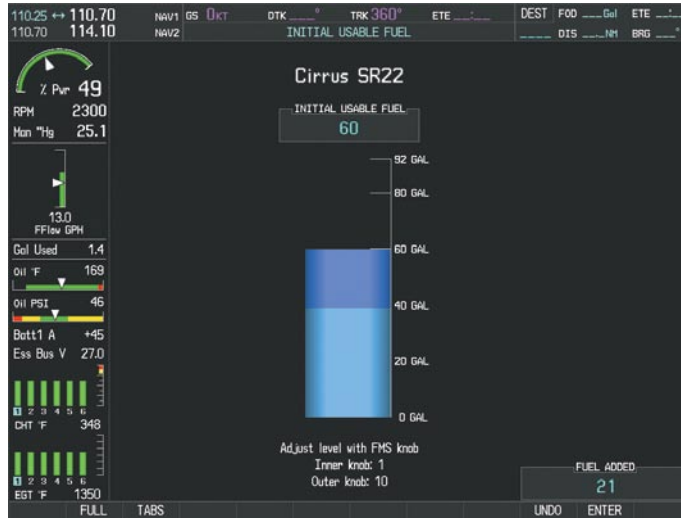 110.25 ↔ 110.70 NAV1 GS 0KT DTK ___° TRK 360° ETE __:__ DEST FOD ___Gal ETE __:__
110.70 114.10 NAV2 INITIAL USABLE FUEL ____ DIS __._NM BRG ___°
% Pwr 49
RPM 2300
Man "Hg 25.1
13.0
FFlow GPH
Gal Used 1.4
Oil °F 169
Oil PSI 46
Batt1 A +45
Ess Bus V 27.0
1 2 3 4 5 6
CHT °F 348
1 2 3 4 5 6
EGT °F 1350
Cirrus SR22
INITIAL USABLE FUEL
60
92 GAL
80 GAL
60 GAL
40 GAL
20 GAL
0 GAL
Adjust level with FMS knob
Inner knob: 1
Outer knob: 10
FUEL ADDED
21
FULL TABS UNDO ENTER